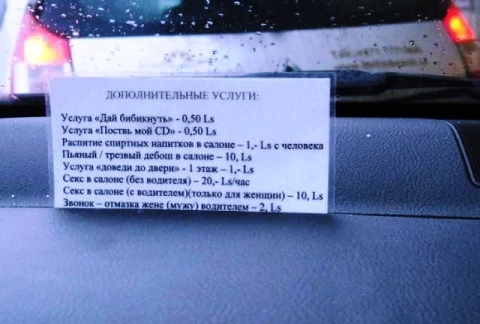 ДОПОЛНИТЕЛЬНЫЕ УСЛУГИ:
Услуга «Дай бибикнуть» - 0,50 Ls
Услуга «Поствь мой CD» - 0,50 Ls
Распитие спиртных напитков в салоне – 1,- Ls с человека
Пьяный / трезвый дебош в салоне – 10, Ls
Услуга «доведи до двери» - 1 этаж – 1,- Ls
Секс в салоне (без водителя) – 20,- Ls/час
Секс в салоне (с водителем)(только для женщин) – 10, Ls
Звонок – отмазка жене (мужу) водителем – 2, Ls